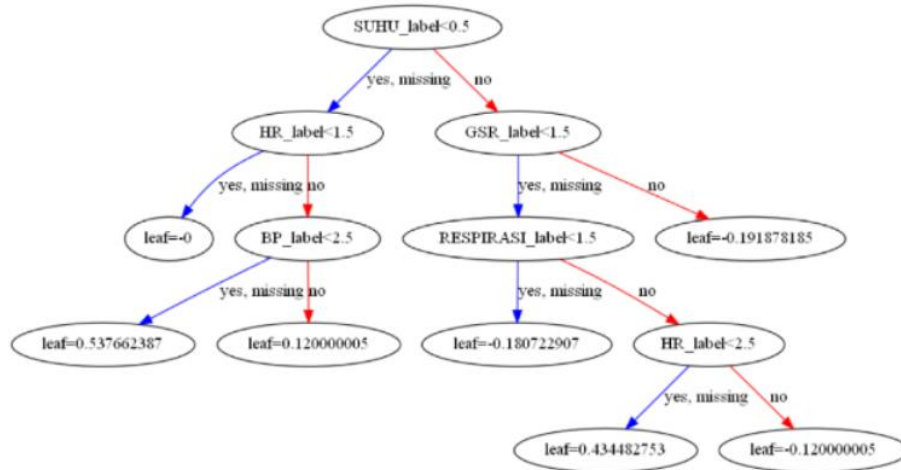 SUHU_label<0.5
yes, missing no
HR_label<1.5 GSR_label<1.5
yes, missing no yes, missing no
leaf=-0 BP_label<2.5 RESPIRASI_label<1.5 leaf=-0.191878185
yes, missing no yes, missing no
leaf=0.537662387 leaf=0.120000005 leaf=-0.180722907 HR_label<2.5
yes, missing no
leaf=0.434482753 leaf=-0.120000005